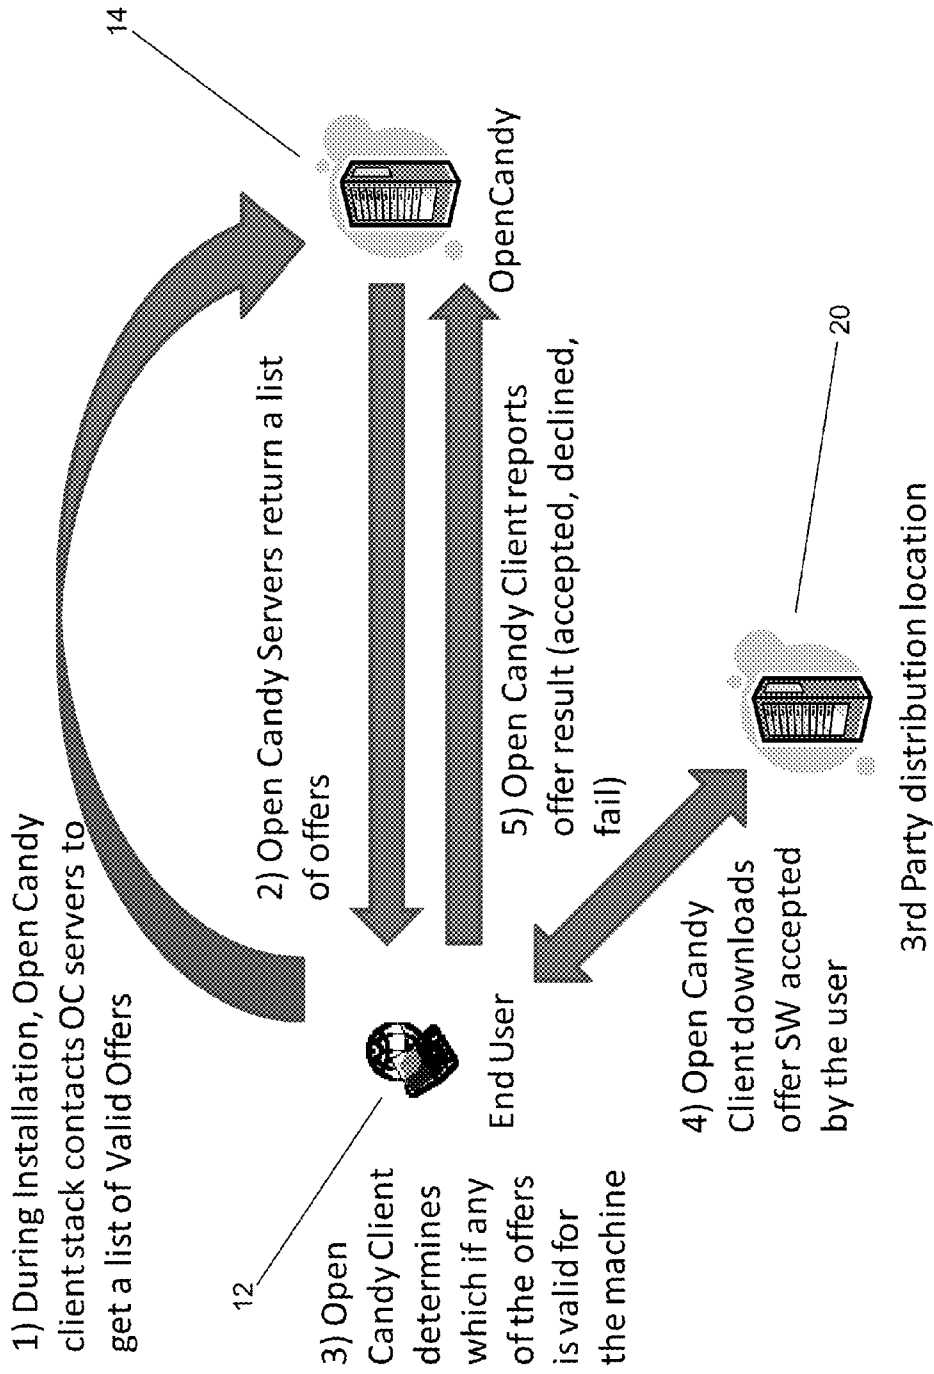 1) During Installation, Open Candy
client stack contacts OC servers to
get a list of Valid Offers
14
2) Open Candy Servers return a list
of offers
12
3) Open
Candy Client
determines
which if any
of the offers
is valid for
the machine
End User
OpenCandy
5) Open Candy Client reports
offer result (accepted, declined,
fail)
4) Open Candy
Client downloads
offer SW accepted
by the user
20
3rd Party distribution location